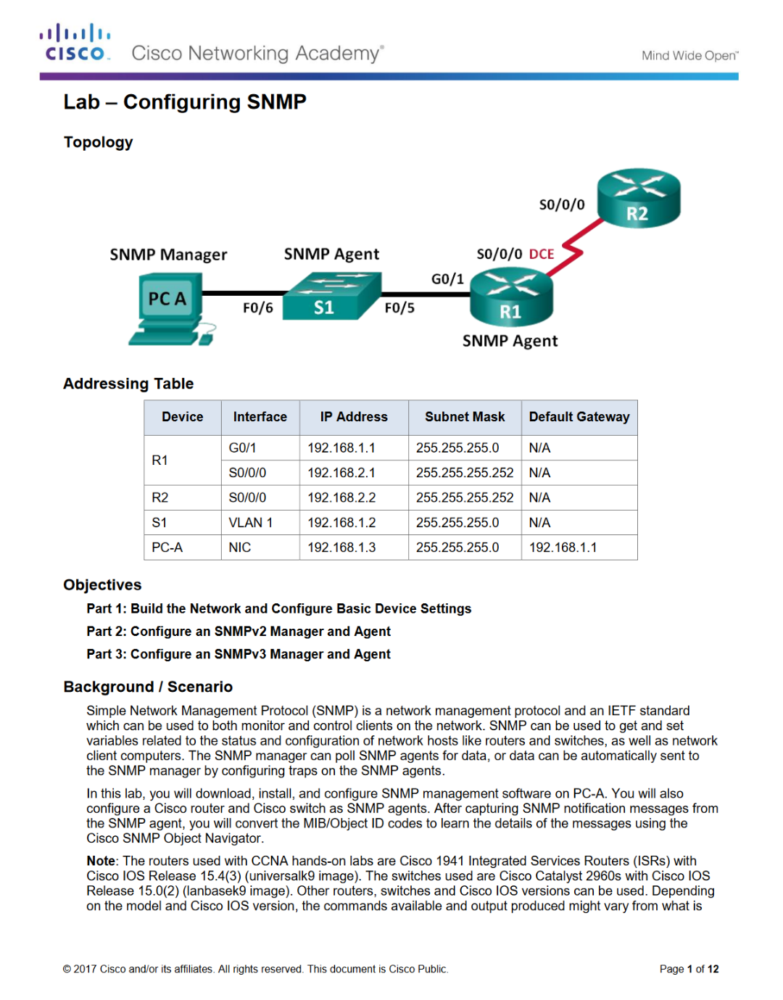 CISCO Cisco Networking Academy® Mind Wide Open™
Lab – Configuring SNMP
Topology
S0/0/0
R2
SNMP Manager SNMP Agent S0/0/0 DCE
G0/1
PC A
F0/6 S1 F0/5 R1
SNMP Agent
Addressing Table
Device Interface IP Address Subnet Mask Default Gateway
R1 G0/1 192.168.1.1 255.255.255.0 N/A
S0/0/0 192.168.2.1 255.255.255.252 N/A
R2 S0/0/0 192.168.2.2 255.255.255.252 N/A
S1 VLAN 1 192.168.1.2 255.255.255.0 N/A
PC-A NIC 192.168.1.3 255.255.255.0 192.168.1.1
Objectives
Part 1: Build the Network and Configure Basic Device Settings
Part 2: Configure an SNMPv2 Manager and Agent
Part 3: Configure an SNMPv3 Manager and Agent
Background / Scenario
Simple Network Management Protocol (SNMP) is a network management protocol and an IETF standard
which can be used to both monitor and control clients on the network. SNMP can be used to get and set
variables related to the status and configuration of network hosts like routers and switches, as well as network
client computers. The SNMP manager can poll SNMP agents for data, or data can be automatically sent to
the SNMP manager by configuring traps on the SNMP agents.
In this lab, you will download, install, and configure SNMP management software on PC-A. You will also
configure a Cisco router and Cisco switch as SNMP agents. After capturing SNMP notification messages from
the SNMP agent, you will convert the MIB/Object ID codes to learn the details of the messages using the
Cisco SNMP Object Navigator.
Note: The routers used with CCNA hands-on labs are Cisco 1941 Integrated Services Routers (ISRs) with
Cisco IOS Release 15.4(3) (universalk9 image). The switches used are Cisco Catalyst 2960s with Cisco IOS
Release 15.0(2) (lanbasek9 image). Other routers, switches and Cisco IOS versions can be used. Depending
on the model and Cisco IOS version, the commands available and output produced might vary from what is
© 2017 Cisco and/or its affiliates. All rights reserved. This document is Cisco Public. Page 1 of 12